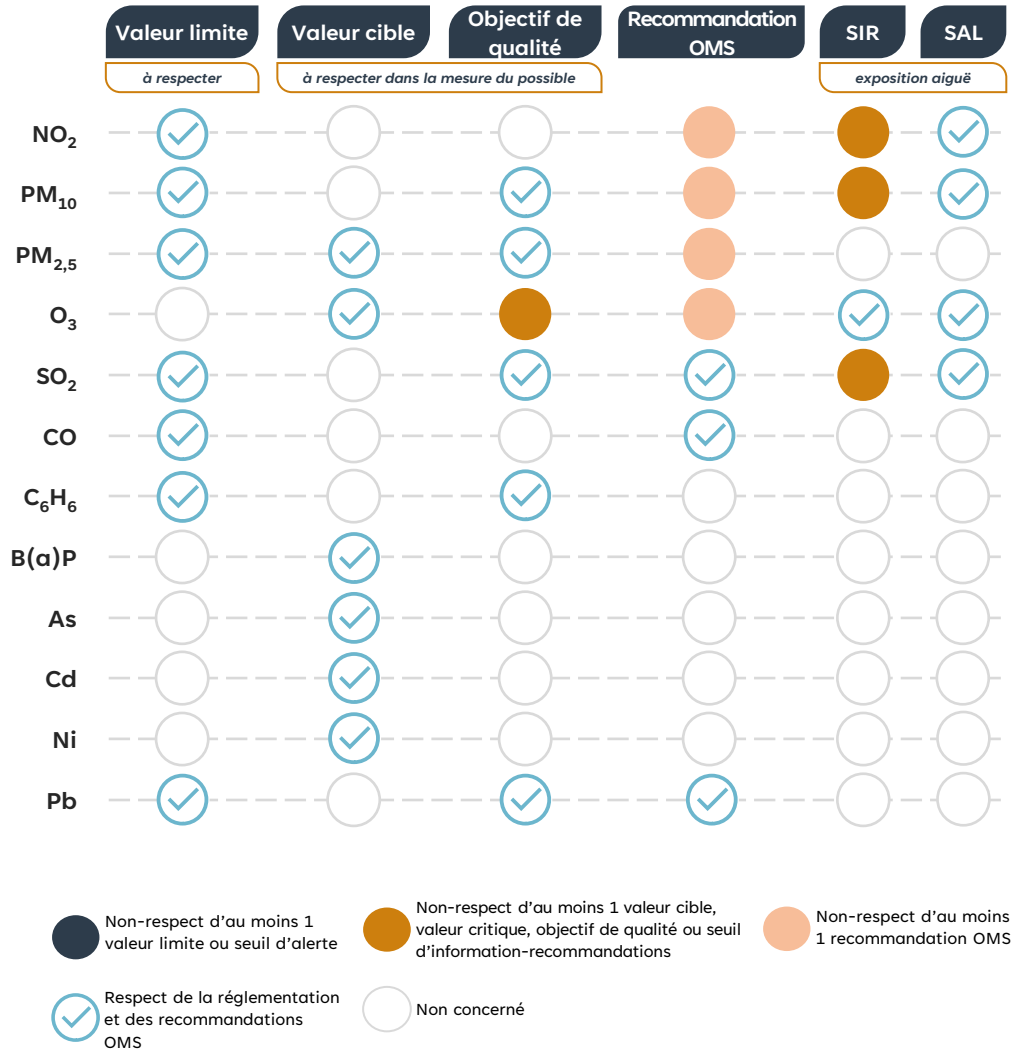 Valeur limite
Valeur cible
Objectif de
qualité
Recommandation
OMS
SIR
SAL
à respecter
à respecter dans la mesure du possible
exposition aiguë
NO₂
PM₁₀
PM₂,₅
O₃
SO₂
CO
C₆H₆
B(a)P
As
Cd
Ni
Pb
Non-respect d'au moins 1
valeur limite ou seuil d'alerte
Non-respect d'au moins 1 valeur cible,
valeur critique, objectif de qualité ou seuil
d'information-recommandations
Non-respect d'au moins
1 recommandation OMS
Respect de la réglementation
et des recommandations
OMS
Non concerné